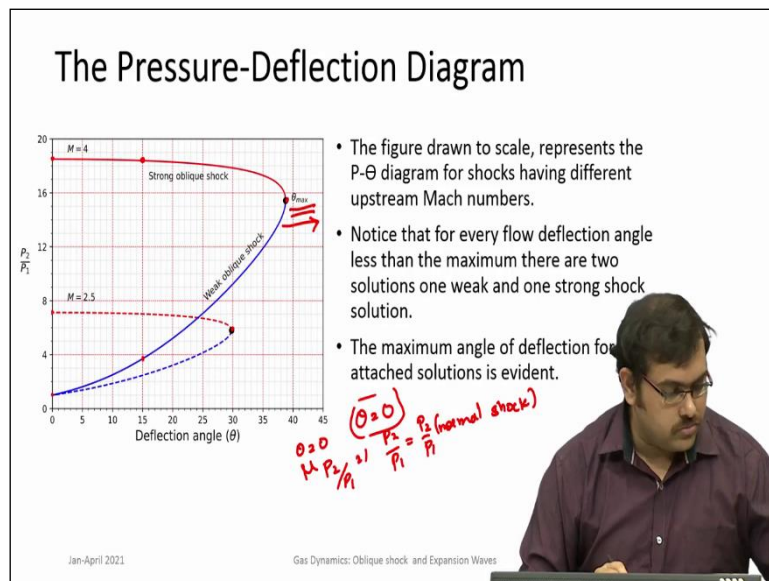 The Pressure-Deflection Diagram
20
16
12
8
4
0
P₂
P₁
M = 4
Strong oblique shock
θmax
Weak oblique shock
M = 2.5
0 5 10 15 20 25 30 35 40 45
Deflection angle (θ)
• The figure drawn to scale, represents the
P-Θ diagram for shocks having different
upstream Mach numbers.
• Notice that for every flow deflection angle
less than the maximum there are two
solutions one weak and one strong shock
solution.
• The maximum angle of deflection for
attached solutions is evident.
θ=0
(θ=0)
μ P₂/P₁ =1
P₂/P₁ = P₂/P₁ (normal shock)
Jan-April 2021
Gas Dynamics: Oblique shock and Expansion Waves